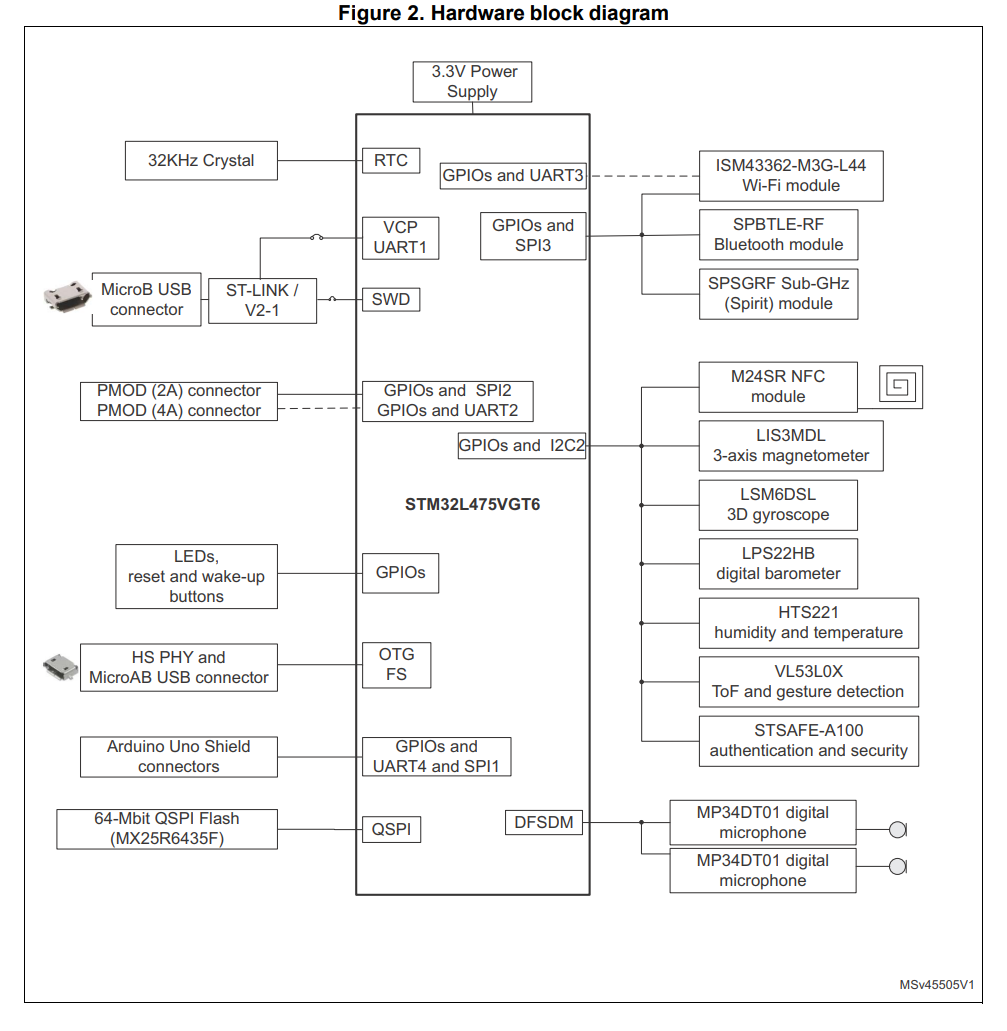 Figure 2. Hardware block diagram
3.3V Power
Supply
32KHz Crystal
RTC
GPIOs and UART3
ISM43362-M3G-L44
Wi-Fi module
VCP
UART1
GPIOs and
SPI3
SPBTLE-RF
Bluetooth module
MicroB USB
connector
ST-LINK /
V2-1
SWD
SPSGRF Sub-GHz
(Spirit) module
PMOD (2A) connector
PMOD (4A) connector
GPIOs and SPI2
GPIOs and UART2
M24SR NFC
module
GPIOs and I2C2
LIS3MDL
3-axis magnetometer
STM32L475VGT6
LSM6DSL
3D gyroscope
LEDs,
reset and wake-up
buttons
GPIOs
LPS22HB
digital barometer
HTS221
humidity and temperature
HS PHY and
MicroAB USB connector
OTG
FS
VL53L0X
ToF and gesture detection
Arduino Uno Shield
connectors
GPIOs and
UART4 and SPI1
STSAFE-A100
authentication and security
64-Mbit QSPI Flash
(MX25R6435F)
QSPI
DFSDM
MP34DT01 digital
microphone
MP34DT01 digital
microphone
MSv45505V1